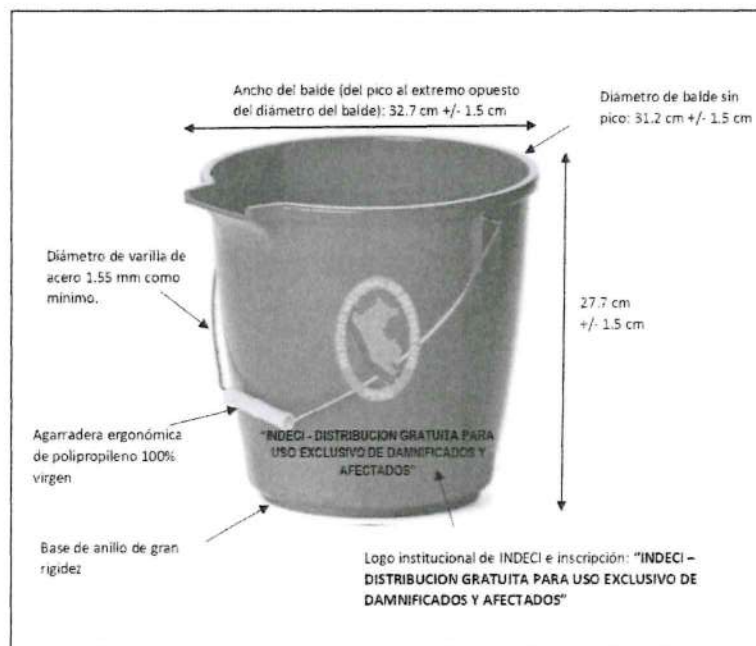 Ancho del balde (del pico al extremo opuesto
del diámetro del balde): 32.7 cm +/- 1.5 cm
Diámetro de balde sin
pico: 31.2 cm +/- 1.5 cm
Diámetro de varilla de
acero 1.55 mm como
mínimo.
27.7 cm
+/- 1.5 cm
Agarradera ergonómica
de polipropileno 100%
virgen
"INDECI - DISTRIBUCION GRATUITA PARA
USO EXCLUSIVO DE DAMNIFICADOS Y
AFECTADOS"
Base de anillo de gran
rigidez
Logo institucional de INDECI e inscripción: "INDECI –
DISTRIBUCION GRATUITA PARA USO EXCLUSIVO DE
DAMNIFICADOS Y AFECTADOS"